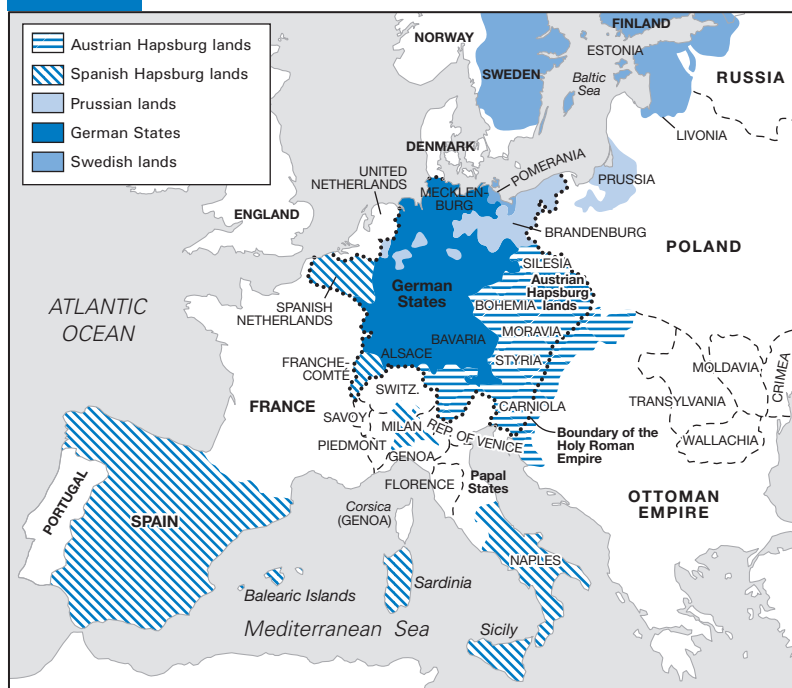 Austrian Hapsburg lands
Spanish Hapsburg lands
Prussian lands
German States
Swedish lands
NORWAY
FINLAND
ESTONIA
SWEDEN
Baltic
Sea
RUSSIA
LIVONIA
DENMARK
UNITED
NETHERLANDS
MECKLEN-
BURG
POMERANIA
PRUSSIA
ENGLAND
BRANDENBURG
POLAND
SILESIA
German
States
Austrian
Hapsburg
lands
BOHEMIA
SPANISH
NETHERLANDS
ATLANTIC
OCEAN
MORAVIA
BAVARIA
ALSACE
STYRIA
FRANCHE-
COMTÉ
SWITZ.
MOLDAVIA
CRIMEA
TRANSYLVANIA
FRANCE
CARNIOLA
SAVOY
MILAN
REP. OF VENICE
Boundary of the
Holy Roman
Empire
WALLACHIA
PIEDMONT
GENOA
FLORENCE
Papal
States
OTTOMAN
EMPIRE
PORTUGAL
SPAIN
Corsica
(GENOA)
NAPLES
Balearic Islands
Sardinia
Mediterranean Sea
Sicily